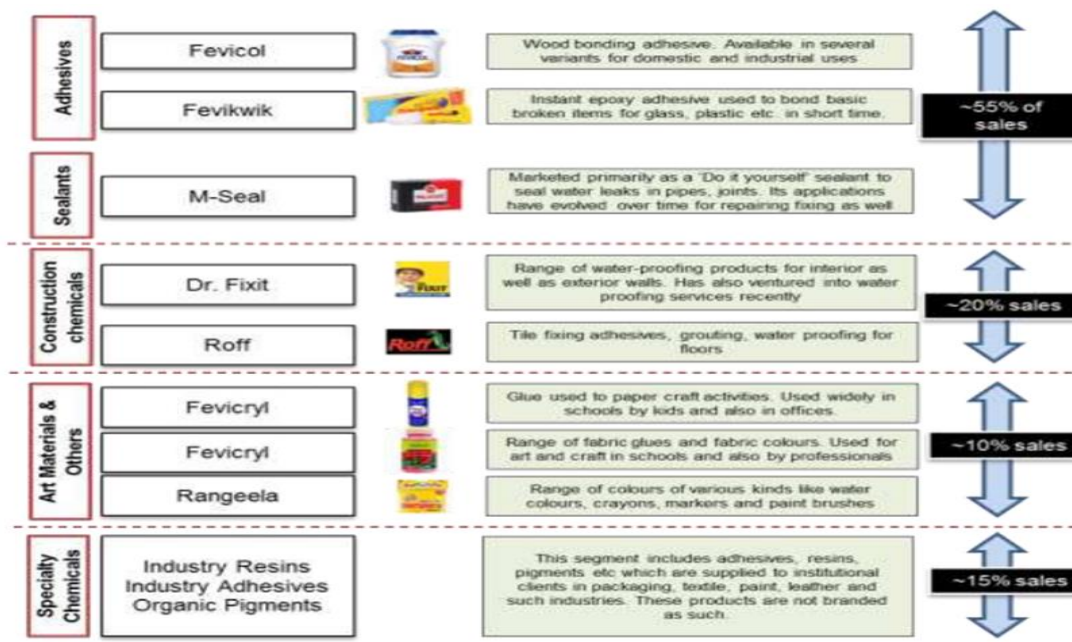 Adhesives
Fevicol
Wood bonding adhesive. Available in several
variants for domestic and industrial uses
Fevikwik
Instant epoxy adhesive used to bond basic
broken items for glass, plastic etc. in short time.
~55% of
sales
Sealants
M-Seal
Marketed primarily as a 'Do it yourself' sealant to
seal water leaks in pipes, joints. Its applications
have evolved over time for repairing fixing as well
Construction
chemicals
Dr. Fixit
FIXIT
Range of water-proofing products for interior as
well as exterior walls. Has also ventured into water
proofing services recently
~20% sales
Roff
Roff
Tile fixing adhesives, grouting, water proofing for
floors
Art Materials &
Others
Fevicryl
Glue used to paper craft activities. Used widely in
schools by kids and also in offices.
Fevicryl
Range of fabric glues and fabric colours. Used for
art and craft in schools and also by professionals
~10% sales
Rangeela
Range of colours of various kinds like water
colours, crayons, markers and paint brushes
Specialty
Chemicals
Industry Resins
Industry Adhesives
Organic Pigments
This segment includes adhesives, resins,
pigments etc which are supplied to institutional
clients in packaging, textile, paint, leather and
such industries. These products are not branded
as such.
~15% sales